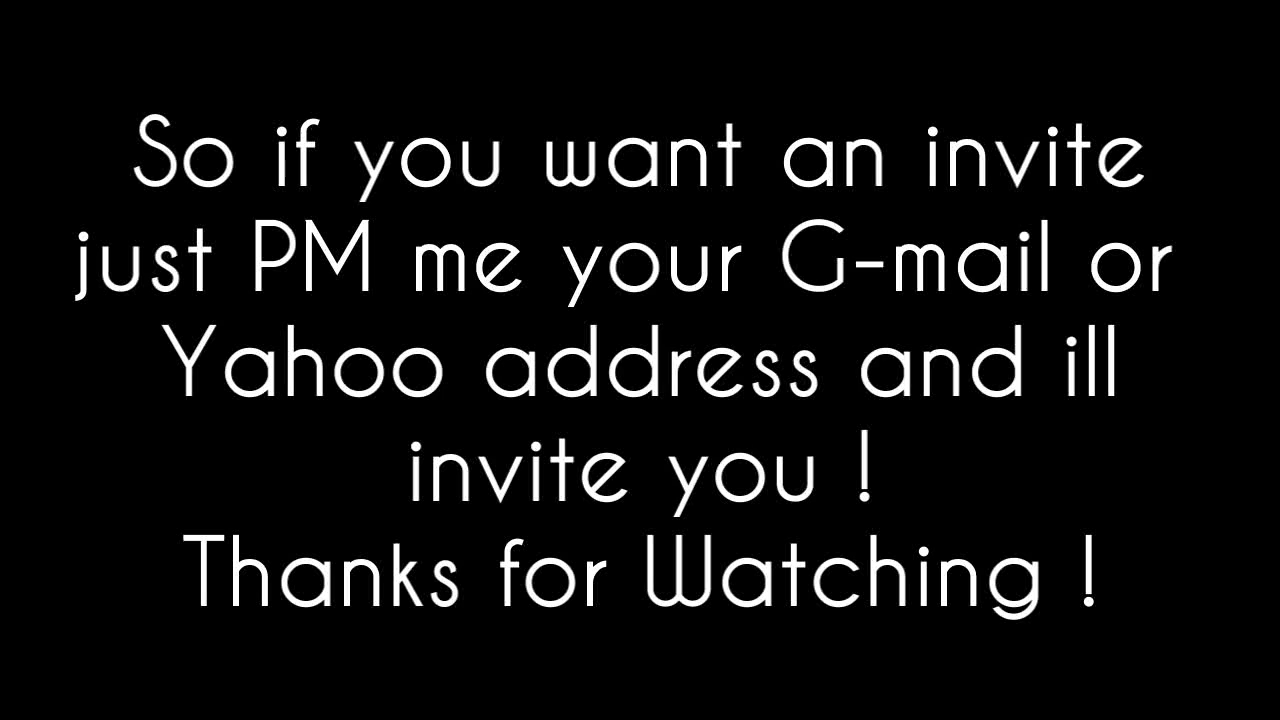 So if you want an invite
just PM me your G-mail or
Yahoo address and ill
invite you !
Thanks for Watching !